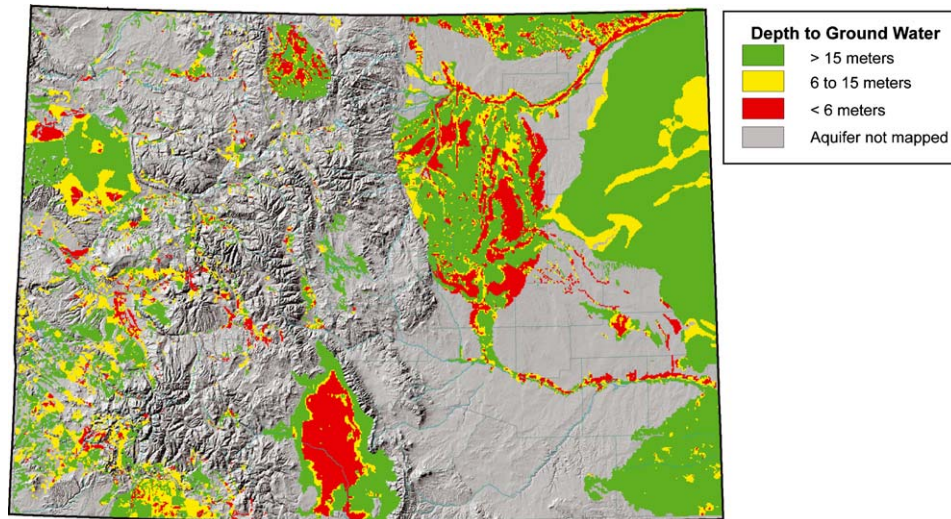 Depth to Ground Water
> 15 meters
6 to 15 meters
< 6 meters
Aquifer not mapped